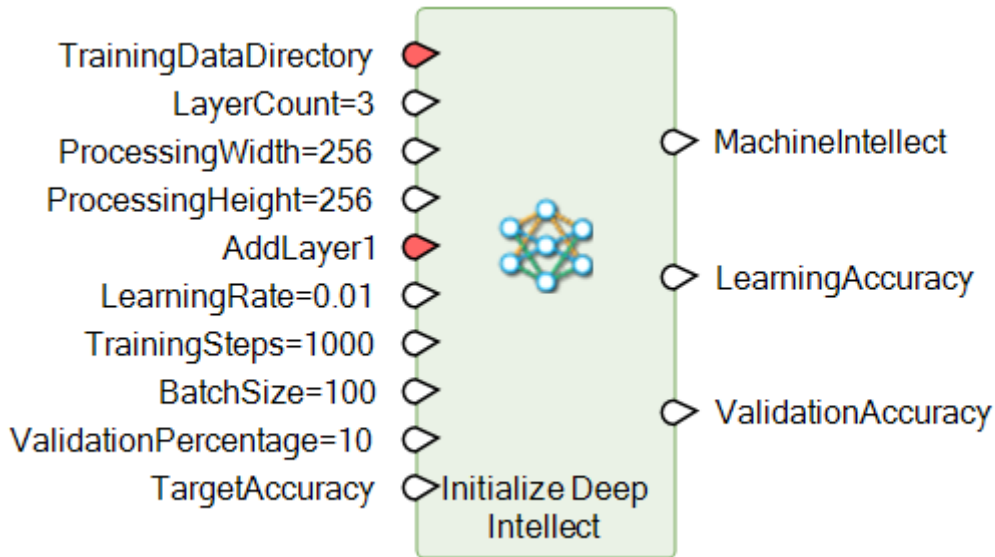 TrainingDataDirectory
LayerCount=3
ProcessingWidth=256
ProcessingHeight=256
AddLayer1
LearningRate=0.01
TrainingSteps=1000
BatchSize=100
ValidationPercentage=10
TargetAccuracy
Initialize Deep
Intellect
MachineIntellect
LearningAccuracy
ValidationAccuracy